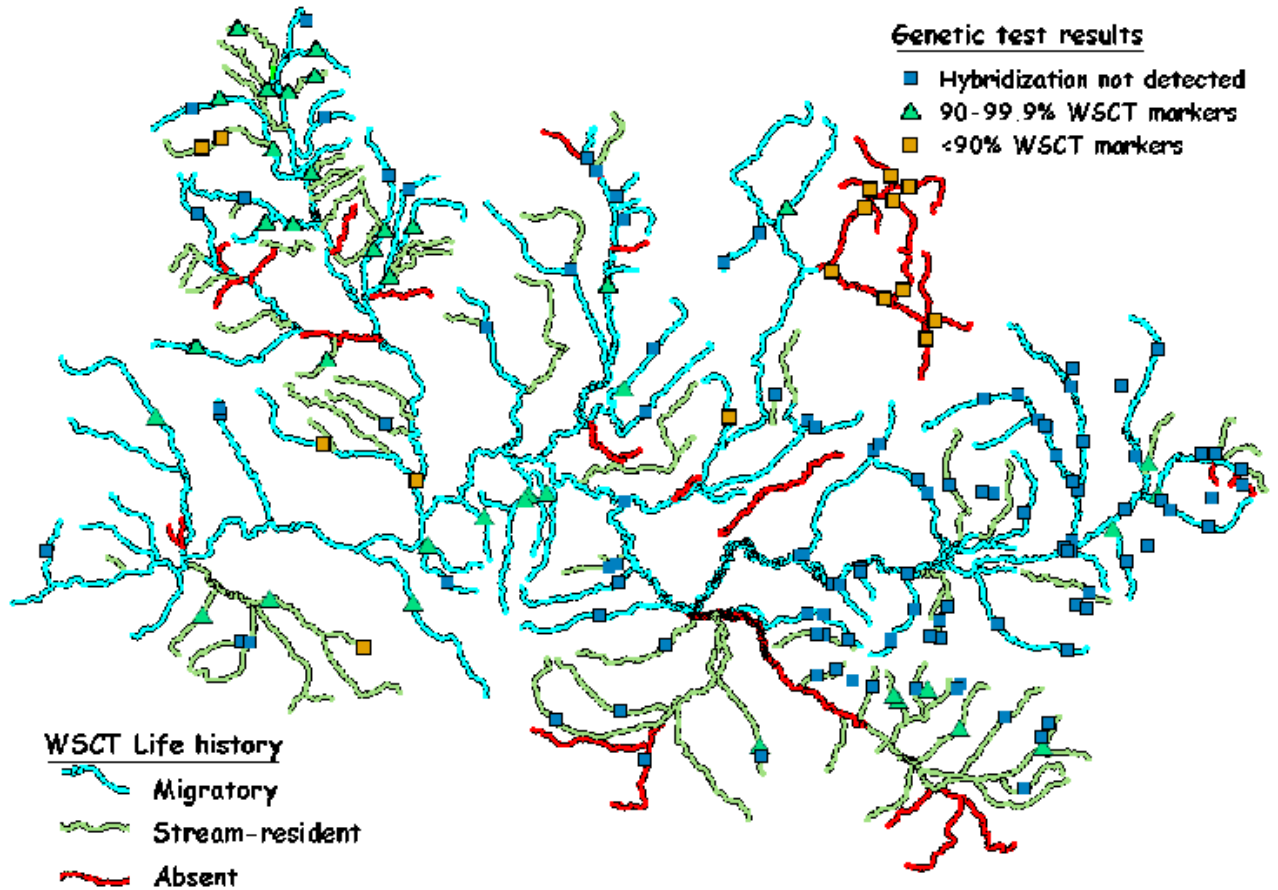 Genetic test results
Hybridization not detected
90-99.9% WSCT markers
<90% WSCT markers
WSCT Life history
Migratory
Stream-resident
Absent